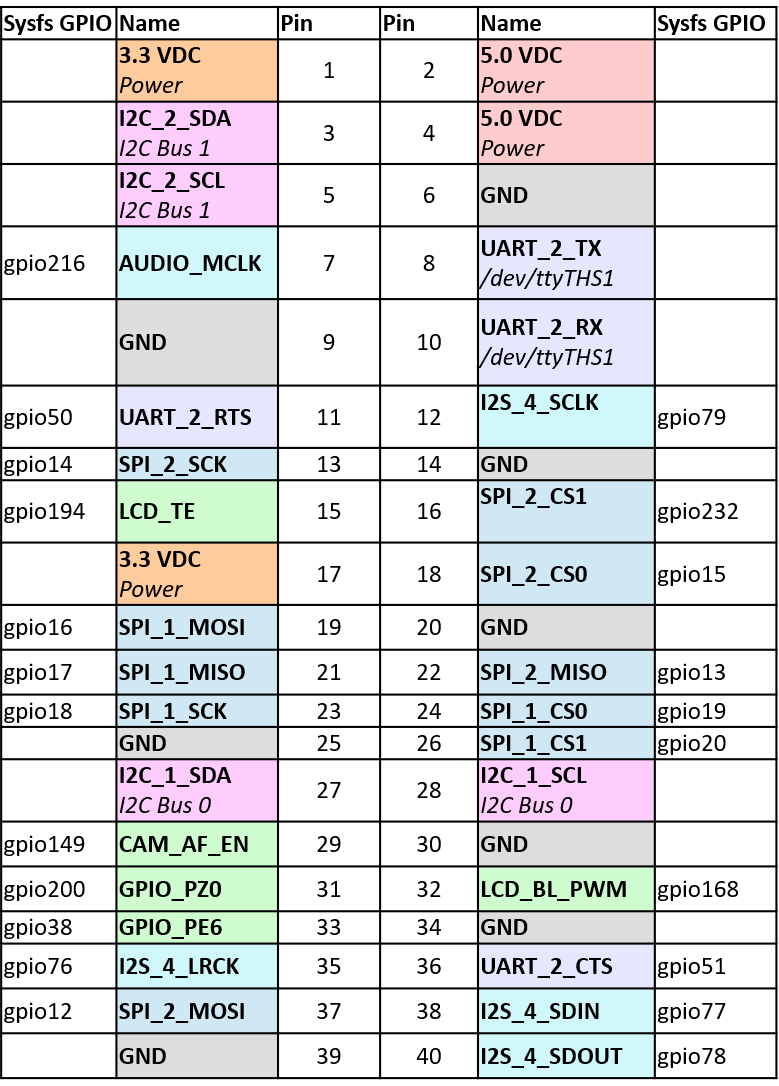 Sysfs GPIO Name Pin Pin Name Sysfs GPIO
3.3 VDC 1 2 5.0 VDC
Power Power
I2C_2_SDA 3 4 5.0 VDC
I2C Bus 1 Power
I2C_2_SCL 5 6 GND
I2C Bus 1
gpio216 AUDIO_MCLK 7 8 UART_2_TX
/dev/ttyTHS1
GND 9 10 UART_2_RX
/dev/ttyTHS1
gpio50 UART_2_RTS 11 12 I2S_4_SCLK gpio79
gpio14 SPI_2_SCK 13 14 GND
gpio194 LCD_TE 15 16 SPI_2_CS1 gpio232
3.3 VDC 17 18 SPI_2_CS0 gpio15
Power
gpio16 SPI_1_MOSI 19 20 GND
gpio17 SPI_1_MISO 21 22 SPI_2_MISO gpio13
gpio18 SPI_1_SCK 23 24 SPI_1_CS0 gpio19
GND 25 26 SPI_1_CS1 gpio20
I2C_1_SDA 27 28 I2C_1_SCL
I2C Bus 0 I2C Bus 0
gpio149 CAM_AF_EN 29 30 GND
gpio200 GPIO_PZ0 31 32 LCD_BL_PWM gpio168
gpio38 GPIO_PE6 33 34 GND
gpio76 I2S_4_LRCK 35 36 UART_2_CTS gpio51
gpio12 SPI_2_MOSI 37 38 I2S_4_SDIN gpio77
GND 39 40 I2S_4_SDOUT gpio78